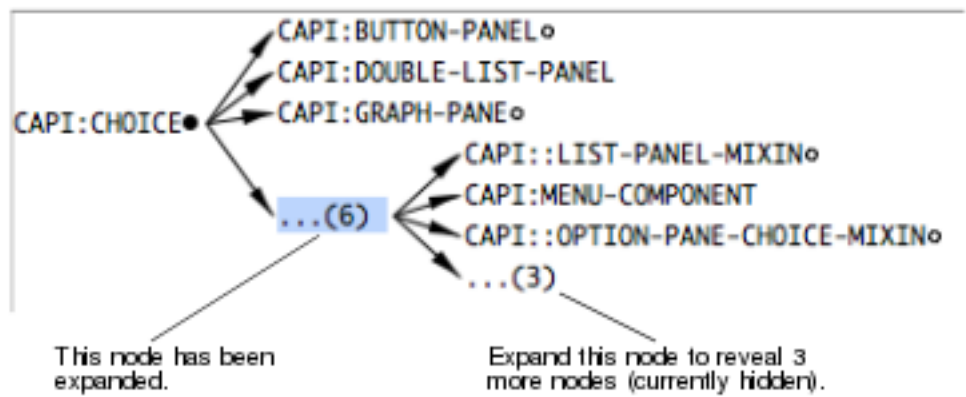 CAPI:BUTTON-PANEL
CAPI:DOUBLE-LIST-PANEL
CAPI:CHOICE
CAPI:GRAPH-PANE
CAPI::LIST-PANEL-MIXIN
...(6)
CAPI:MENU-COMPONENT
CAPI::OPTION-PANE-CHOICE-MIXIN
...(3)
This node has been
expanded.
Expand this node to reveal 3
more nodes (currently hidden).